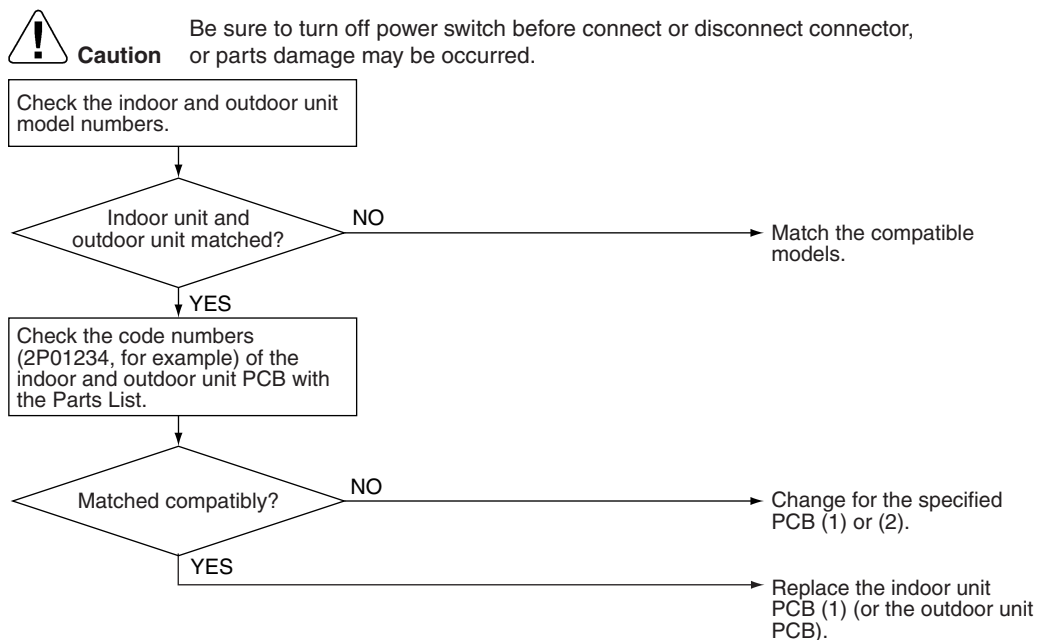 Be sure to turn off power switch before connect or disconnect connector,
Caution or parts damage may be occurred.
Check the indoor and outdoor unit
model numbers.
Indoor unit and
outdoor unit matched?
NO
Match the compatible
models.
YES
Check the code numbers
(2P01234, for example) of the
indoor and outdoor unit PCB with
the Parts List.
Matched compatibly?
NO
Change for the specified
PCB (1) or (2).
YES
Replace the indoor unit
PCB (1) (or the outdoor unit
PCB).